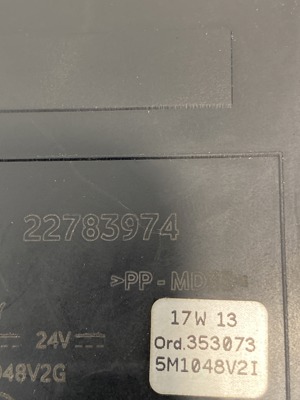 22783974
>PP - MD
24V
17W 13
048V2G
Ord.353073
5M1048V2I